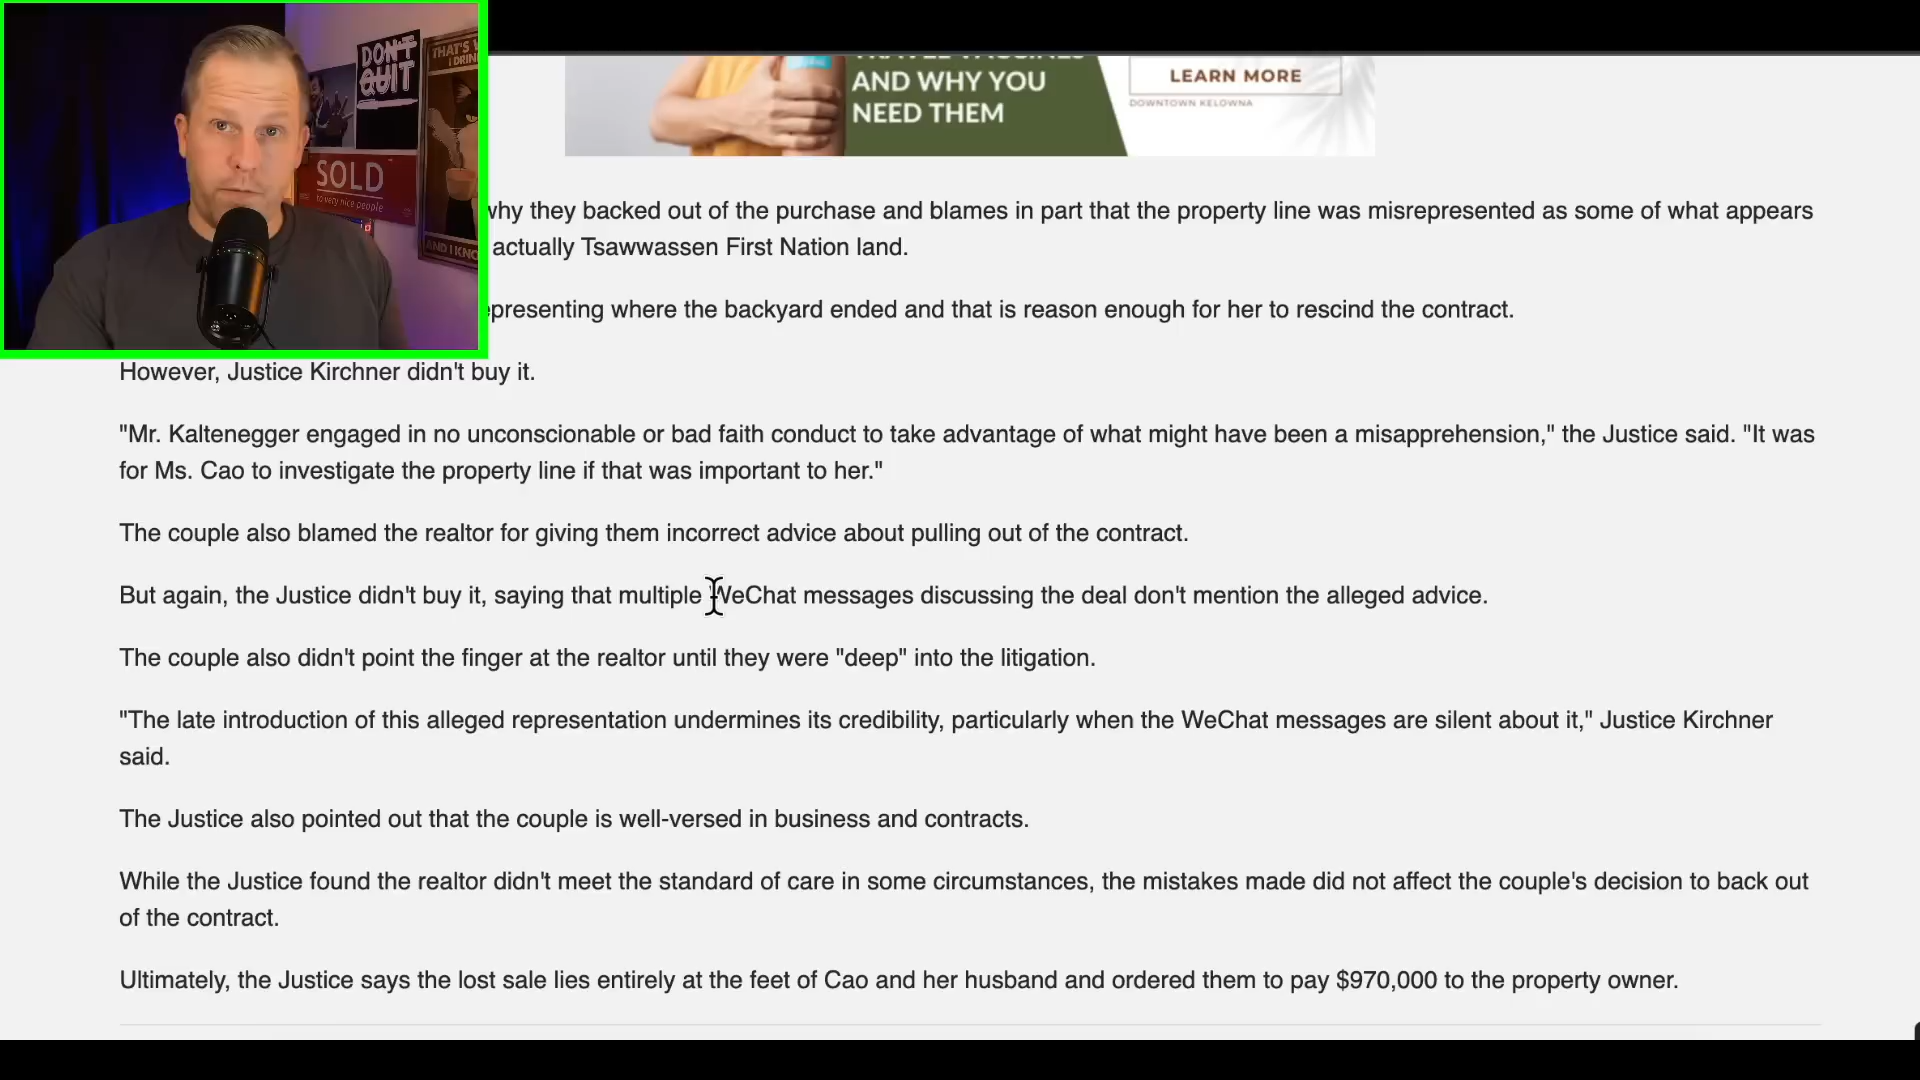 DON'T
QUIT
THAT'S
I DRIN
SOLD
to very nice people
AND I KNO
AND WHY YOU
NEED THEM
LEARN MORE
DOWNTOWN KELOWNA
why they backed out of the purchase and blames in part that the property line was misrepresented as some of what appears
actually Tsawwassen First Nation land.
epresenting where the backyard ended and that is reason enough for her to rescind the contract.
However, Justice Kirchner didn't buy it.
"Mr. Kaltenegger engaged in no unconscionable or bad faith conduct to take advantage of what might have been a misapprehension," the Justice said. "It was
for Ms. Cao to investigate the property line if that was important to her."
The couple also blamed the realtor for giving them incorrect advice about pulling out of the contract.
But again, the Justice didn't buy it, saying that multiple WeChat messages discussing the deal don't mention the alleged advice.
The couple also didn't point the finger at the realtor until they were "deep" into the litigation.
"The late introduction of this alleged representation undermines its credibility, particularly when the WeChat messages are silent about it," Justice Kirchner
said.
The Justice also pointed out that the couple is well-versed in business and contracts.
While the Justice found the realtor didn't meet the standard of care in some circumstances, the mistakes made did not affect the couple's decision to back out
of the contract.
Ultimately, the Justice says the lost sale lies entirely at the feet of Cao and her husband and ordered them to pay $970,000 to the property owner.